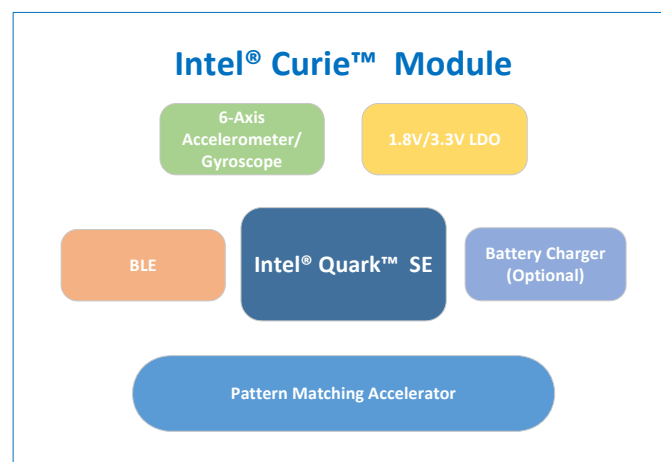 Intel® Curie™ Module
6-Axis
Accelerometer/
Gyroscope
1.8V/3.3V LDO
BLE
Intel® Quark™ SE
Battery Charger
(Optional)
Pattern Matching Accelerator